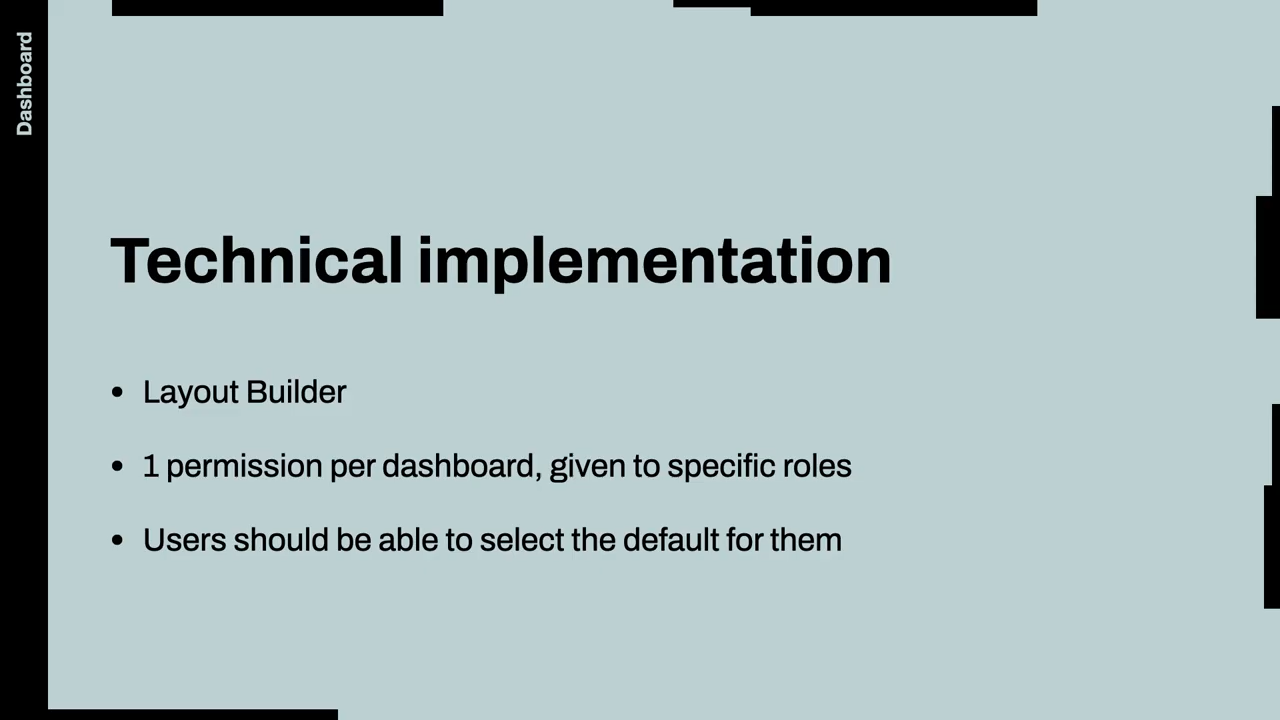 Dashboard
Technical implementation
• Layout Builder
• 1 permission per dashboard, given to specific roles
• Users should be able to select the default for them